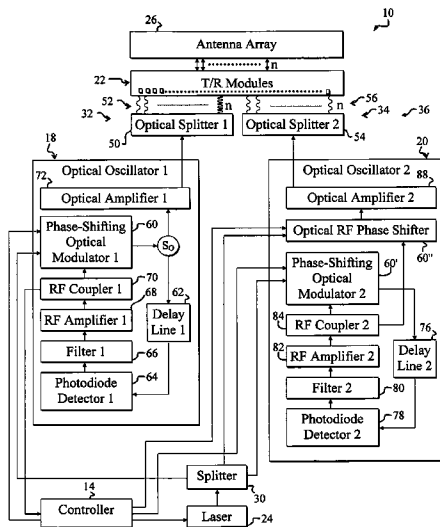 10
26
Antenna Array
n
22
T/R Modules
52
n
n
56
32
34
36
Optical Splitter 1
Optical Splitter 2
50
54
18
20
Optical Oscillator 1
Optical Oscillator 2
72
88
Optical Amplifier 1
Optical Amplifier 2
60
Phase-Shifting
Optical
Modulator 1
So
Optical RF Phase Shifter
60"
70
RF Coupler 1
62
Phase-Shifting
Optical
Modulator 2
60'
68
RF Amplifier 1
Delay
Line 1
84
RF Coupler 2
76
Filter 1
66
82
RF Amplifier 2
Delay
Line 2
64
Photodiode
Detector 1
Filter 2
80
78
Photodiode
Detector 2
14
Splitter
30
Controller
Laser
24